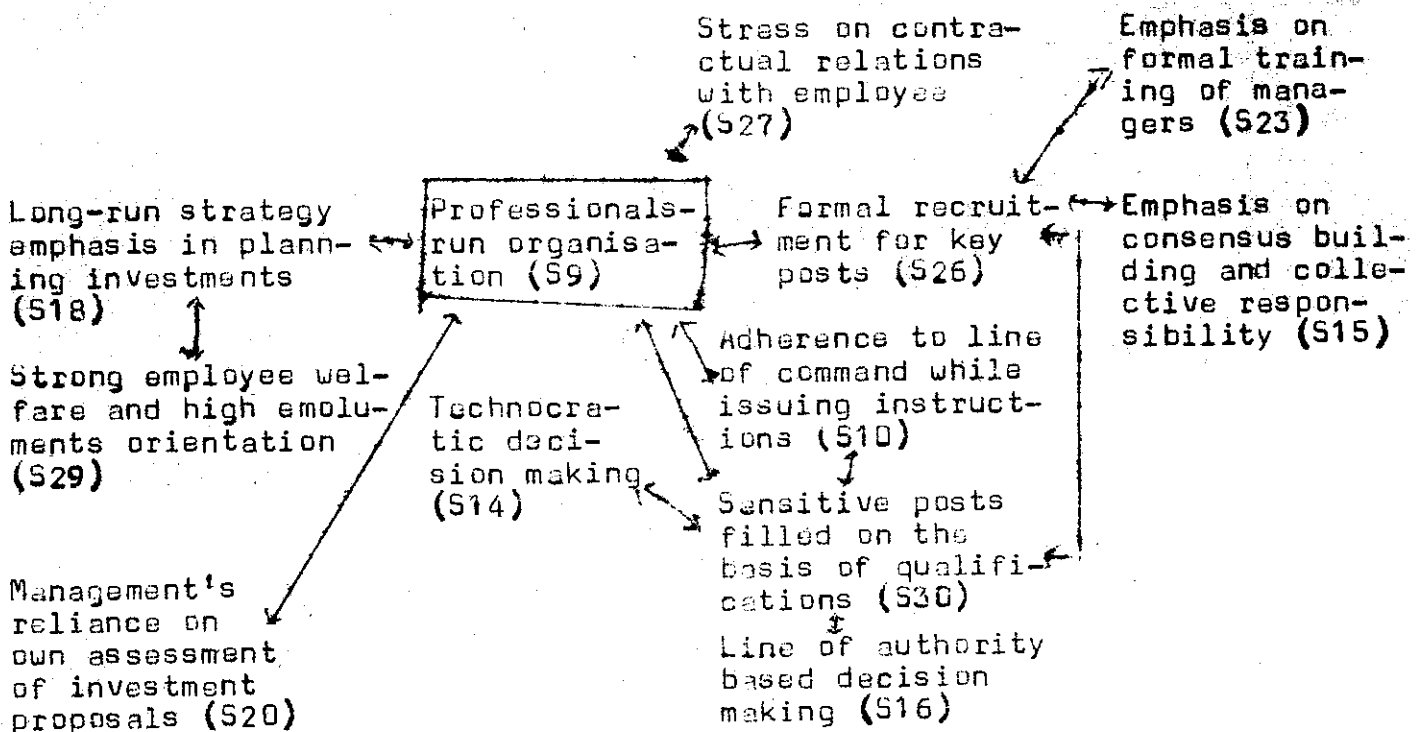 Stress on contra-
ctual relations
with employee
(S27)
Emphasis on
formal train-
ing of mana-
gers (S23)
Long-run strategy
emphasis in plann-
ing investments
(S18)
Professionals-
run organisa-
tion (S9)
Formal recruit-
ment for key
posts (S26)
Emphasis on
consensus buil-
ding and colle-
ctive respon-
sibility (S15)
Strong employee wel-
fare and high emolu-
ments orientation
(S29)
Technocra-
tic deci-
sion making
(S14)
Adherence to line
of command while
issuing instruct-
ions (S10)
Sensitive posts
filled on the
basis of qualifi-
cations (S30)
Management's
reliance on
own assessment
of investment
proposals (S20)
Line of authority
based decision
making (S16)